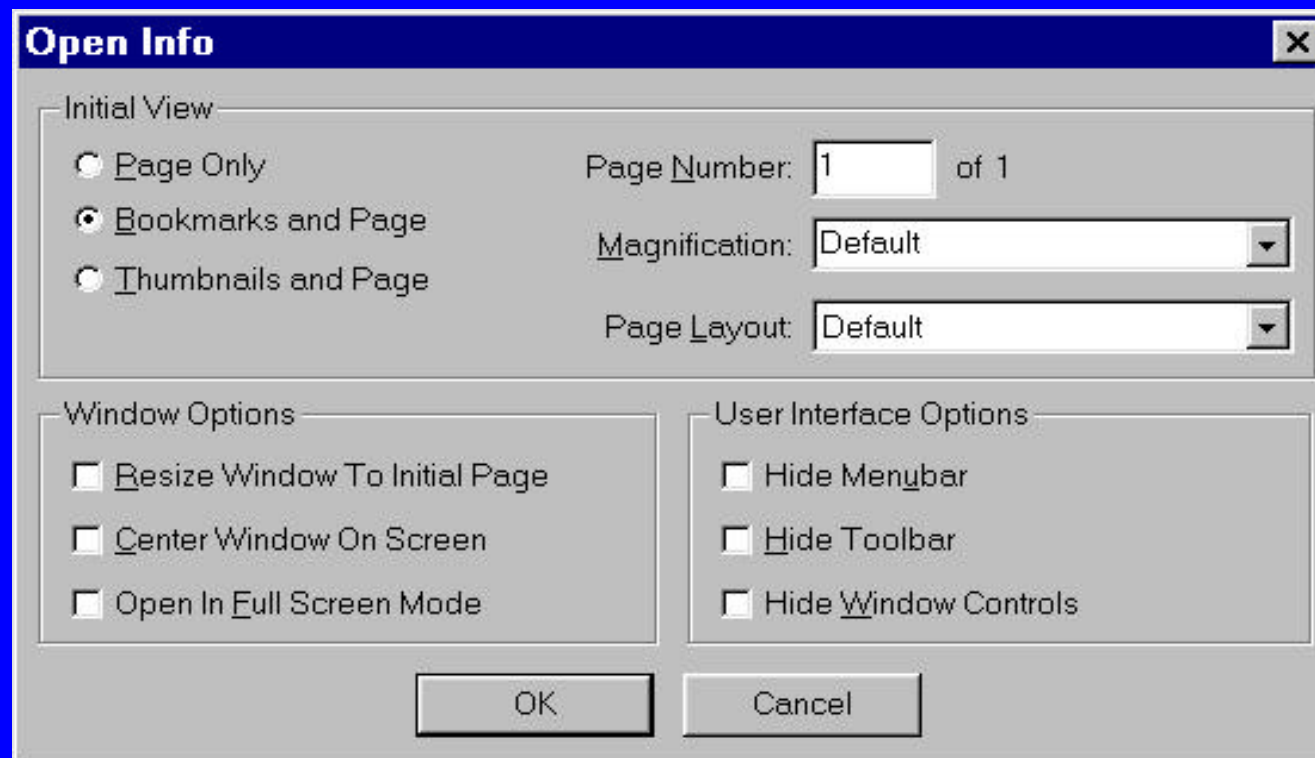 Open Info
Initial View
Page Only
Page Number: 1 of 1
Bookmarks and Page
Magnification: Default
Thumbnails and Page
Page Layout: Default
Window Options
User Interface Options
Resize Window To Initial Page
Hide Menubar
Center Window On Screen
Hide Toolbar
Open In Full Screen Mode
Hide Window Controls
OK
Cancel